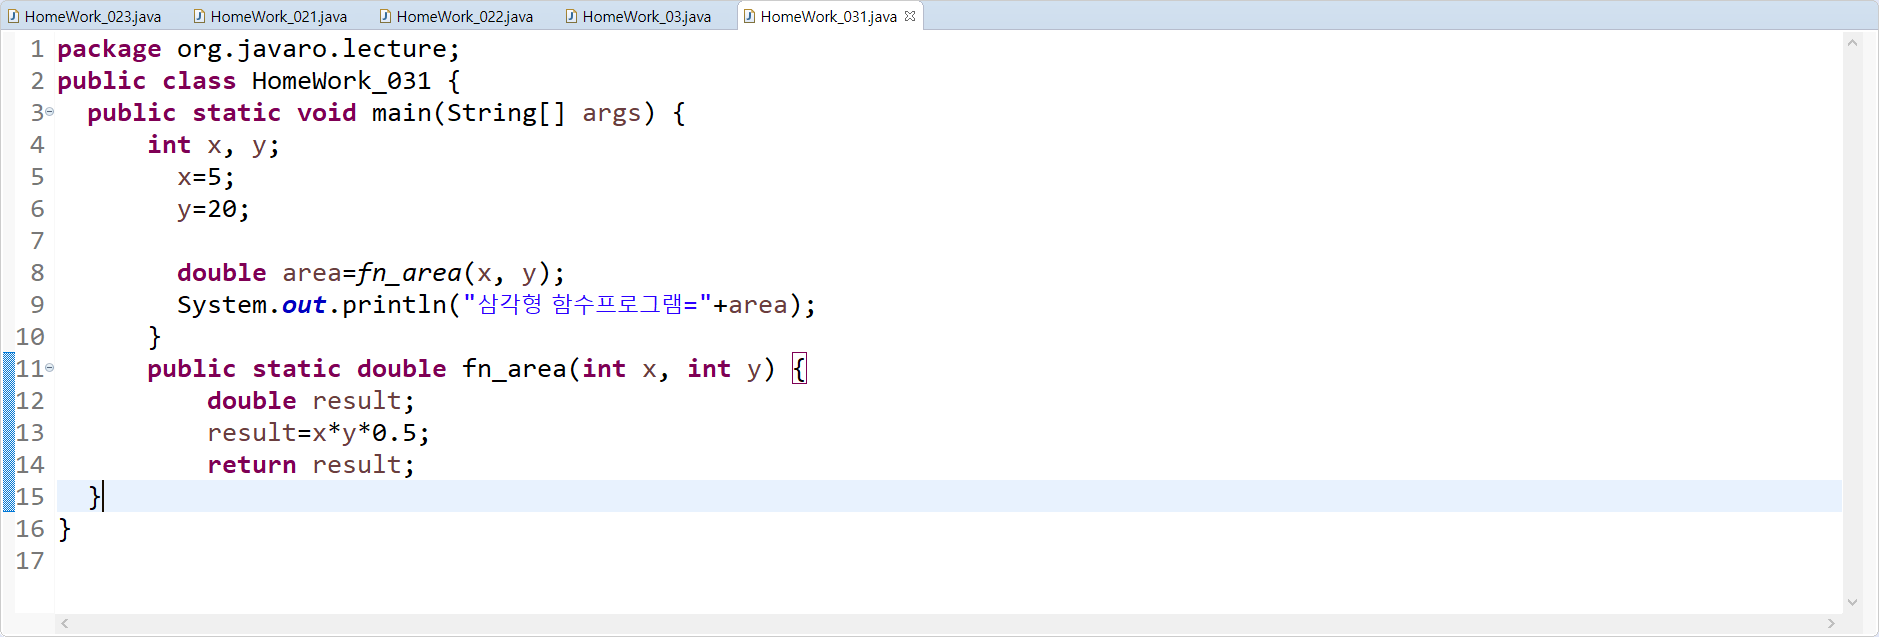 HomeWork_023.java HomeWork_021.java HomeWork_022.java HomeWork_03.java HomeWork_031.java
1 package org.javaro.lecture;
2 public class HomeWork_031 {
3 public static void main(String[] args) {
4 int x, y;
5 x=5;
6 y=20;
7
8 double area=fn_area(x, y);
9 System.out.println("삼각형 함수프로그램="+area);
10 }
11 public static double fn_area(int x, int y) {
12 double result;
13 result=x*y*0.5;
14 return result;
15 }
16 }
17